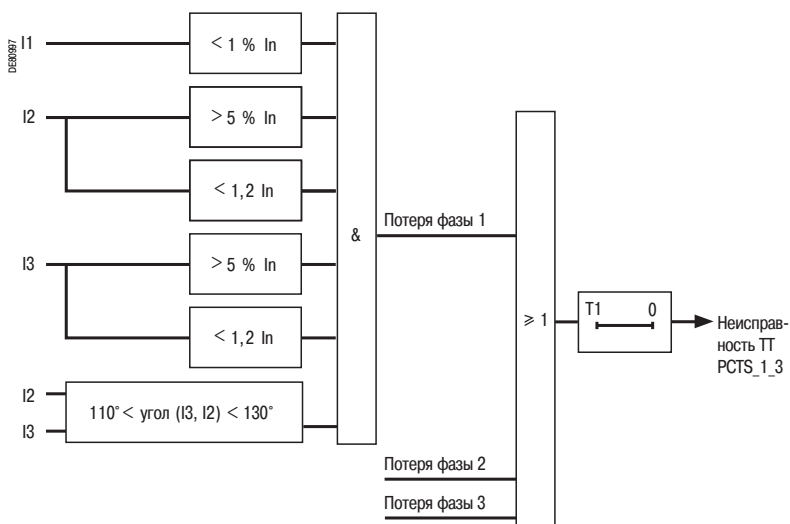 DE80997
I1
< 1 % In
I2
> 5 % In
< 1,2 In
&
Потеря фазы 1
I3
> 5 % In
< 1,2 In
⩾ 1
T1 0
Неисправ-
ность ТТ
PCTS_1_3
I2
I3
110° < угол (I3, I2) < 130°
Потеря фазы 2
Потеря фазы 3